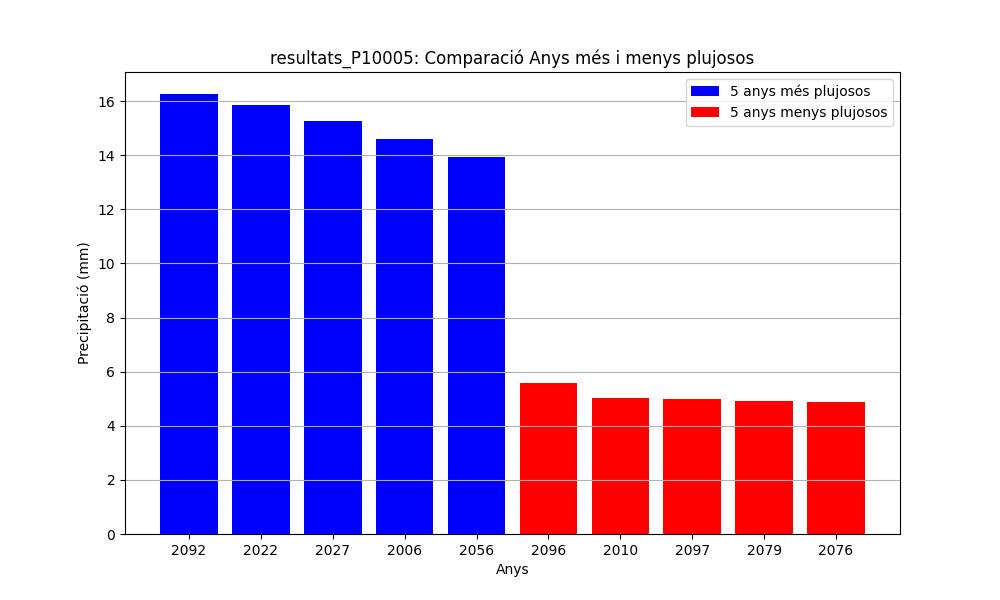 resultats_P10005: Comparació Anys més i menys plujosos
5 anys més plujosos
5 anys menys plujosos
Precipitació (mm)
16
14
12
10
8
6
4
2
0
2092 2022 2027 2006 2056 2096 2010 2097 2079 2076
Anys